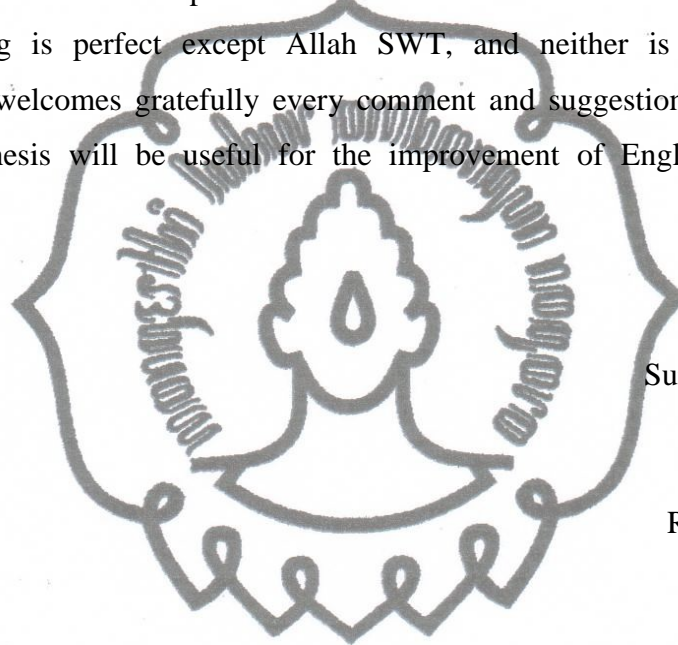 g is perfect except Allah SWT, and neither is
welcomes gratefully every comment and suggestion
hesis will be useful for the improvement of Engl
Su
R